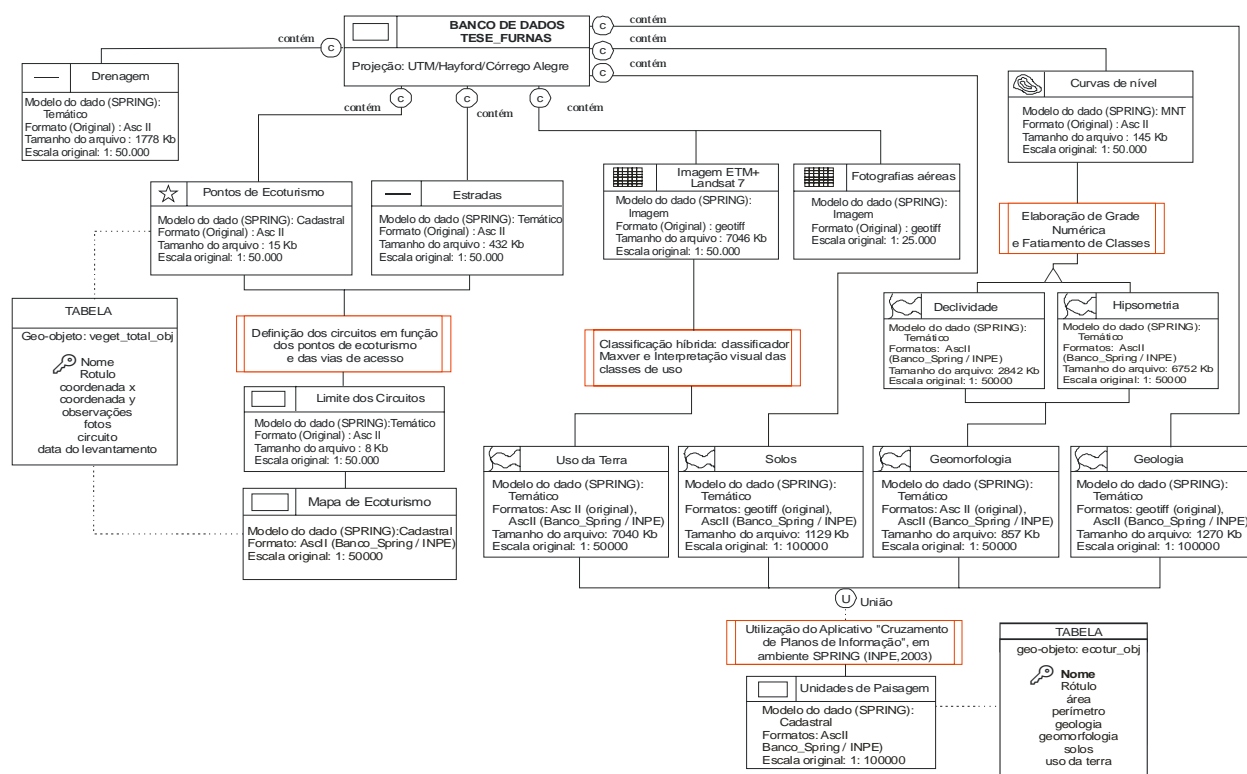 BANCO DE DADOS
TESE_FURNAS
Projeção: UTM/Hayford/Córrego Alegre
contém
C
contém
C
C
C
contém
contém
C
contém
C
contém
C
Drenagem
Modelo do dado (SPRING):
Temático
Formato (Original) : Asc II
Tamanho do arquivo : 1778 Kb
Escala original: 1: 50.000
Curvas de nível
Modelo do dado (SPRING): MNT
Formato (Original) : Asc II
Tamanho do arquivo : 145 Kb
Escala original: 1: 50.000
Pontos de Ecoturismo
Modelo do dado (SPRING): Cadastral
Formato (Original) : Asc II
Tamanho do arquivo : 15 Kb
Escala original: 1: 50.000
Estradas
Modelo do dado (SPRING): Temático
Formato (Original) : Asc II
Tamanho do arquivo : 432 Kb
Escala original: 1: 50.000
Imagem ETM+
Landsat 7
Modelo do dado (SPRING):
Imagem
Formato (Original) : geotiff
Tamanho do arquivo : 7046 Kb
Escala original: 1: 50.000
Fotografias aéreas
Modelo do dado (SPRING):
Imagem
Formato (Original) : geotiff
Escala original: 1: 25.000
Elaboração de Grade
Numérica
e Fatiamento de Classes
Declividade
Modelo do dado (SPRING):
Temático
Formatos: AscII
(Banco_Spring / INPE)
Tamanho do arquivo: 2842 Kb
Escala original: 1: 50000
Hipsometria
Modelo do dado (SPRING):
Temático
Formatos: AscII
(Banco_Spring / INPE)
Tamanho do arquivo: 6752 Kb
Escala original: 1: 50000
TABELA
Geo-objeto: veget_total_obj
Nome
Rotulo
coordenada x
coordenada y
observações
fotos
circuito
data do levantamento
Definição dos circuitos em função
dos pontos de ecoturismo
e das vias de acesso
Classificação híbrida: classificador
Maxver e Interpretação visual das
classes de uso
Limite dos Circuitos
Modelo do dado (SPRING):Temático
Formato (Original) : Asc II
Tamanho do arquivo : 8 Kb
Escala original: 1: 50.000
Mapa de Ecoturismo
Modelo do dado (SPRING):Cadastral
Formato: AscII (Banco_Spring / INPE)
Escala original: 1: 50000
Uso da Terra
Modelo do dado (SPRING):
Temático
Formatos: Asc II (original),
AscII (Banco_Spring / INPE)
Tamanho do arquivo: 7040 Kb
Escala original: 1: 50000
Solos
Modelo do dado (SPRING):
Temático
Formatos: geotiff (original),
AscII (Banco_Spring / INPE)
Tamanho do arquivo: 1129 Kb
Escala original: 1: 100000
Geomorfologia
Modelo do dado (SPRING):
Temático
Formatos: Asc II (original),
AscII (Banco_Spring / INPE)
Tamanho do arquivo: 857 Kb
Escala original: 1: 50000
Geologia
Modelo do dado (SPRING):
Temático
Formatos: geotiff (original),
AscII (Banco_Spring / INPE)
Tamanho do arquivo: 1270 Kb
Escala original: 1: 100000
U União
Utilização do Aplicativo "Cruzamento
de Planos de Informação", em
ambiente SPRING (INPE,2003)
Unidades de Paisagem
Modelo do dado (SPRING):
Cadastral
Formatos: AscII
Banco_Spring / INPE)
Escala original: 1: 100000
TABELA
geo-objeto: ecotur_obj
Nome
Rótulo
área
perímetro
geologia
geomorfologia
solos
uso da terra